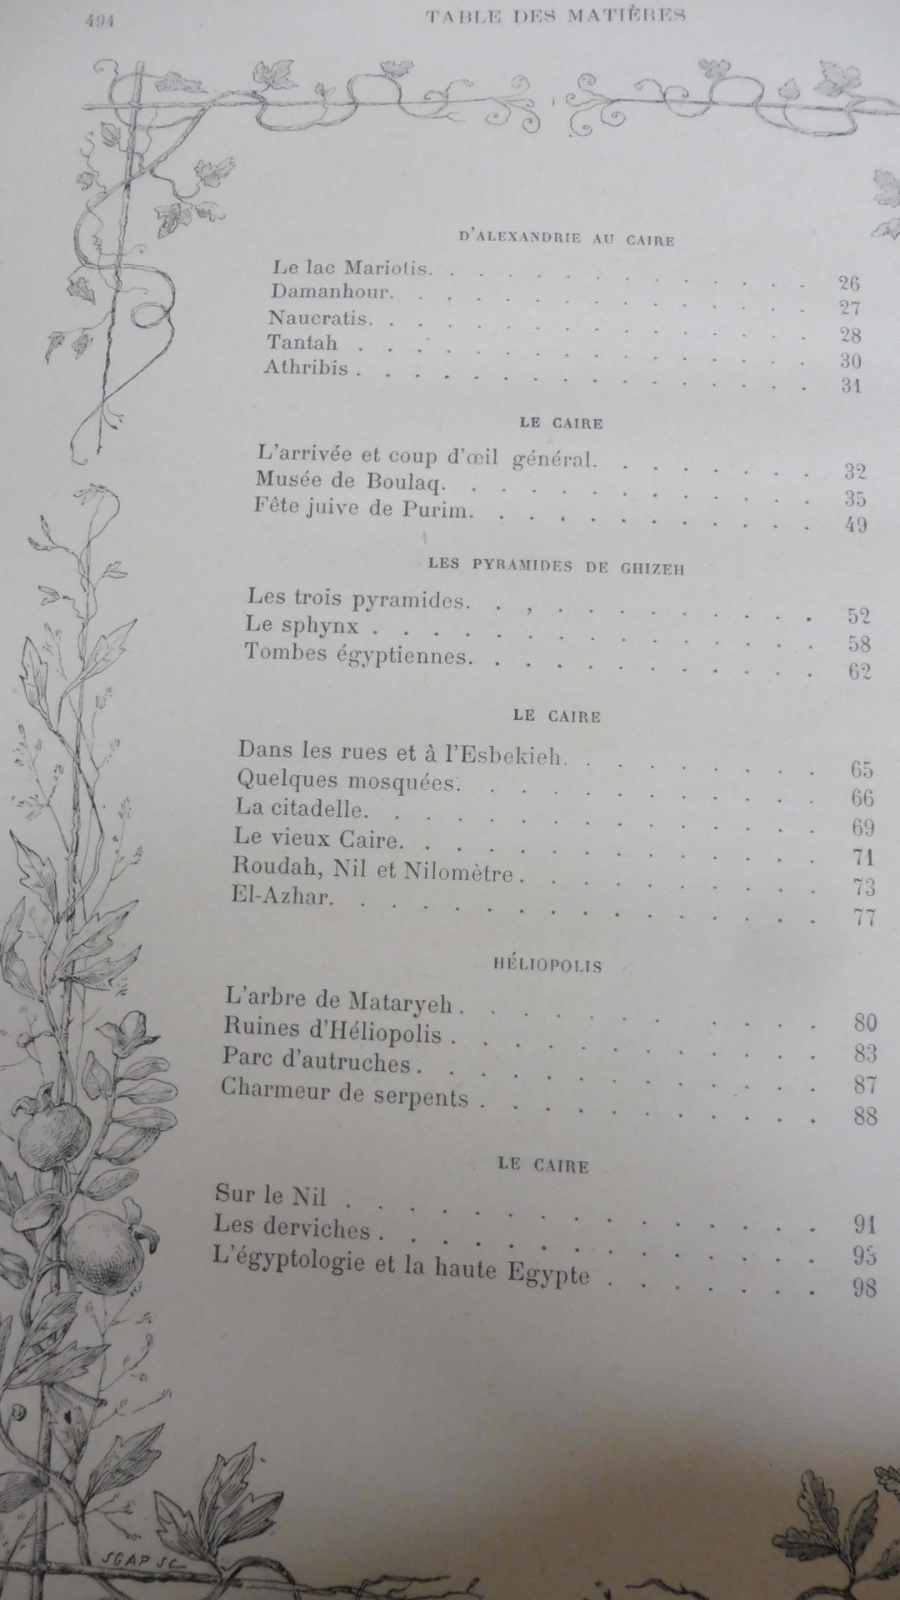 494
TABLE DES MATIÈRES
D'ALEXANDRIE AU CAIRE
Le lac Mariotis. . . . . . . . . . . . . 26
Damanhour. . . . . . . . . . . . . . 27
Naucratis. . . . . . . . . . . . . . . 28
Tantah . . . . . . . . . . . . . . . . 30
Athribis . . . . . . . . . . . . . . . 31
LE CAIRE
L'arrivée et coup d'œil général. . . . . . . . 32
Musée de Boulaq. . . . . . . . . . . . . 35
Fête juive de Purim. . . . . . . . . . . . 49
LES PYRAMIDES DE GHIZEH
Les trois pyramides. . , . . . . . . . . . 52
Le sphynx . . . . . . . . . . . . . . . 58
Tombes égyptiennes. . . . . . . . . . . . 62
LE CAIRE
Dans les rues et à l'Esbekieh. . . . . . . . . 65
Quelques mosquées. . . . . . . . . . . . 66
La citadelle. . . . . . . . . . . . . . . 69
Le vieux Caire. . . . . . . . . . . . . . 71
Roudah, Nil et Nilomètre . . . . . . . . . . 73
El-Azhar. . . . . . . . . . . . . . . . 77
HÉLIOPOLIS
L'arbre de Mataryeh . . . . . . . . . . . 80
Ruines d'Héliopolis . . . . . . . . . . . . 83
Parc d'autruches . . . . . . . . . . . . . 87
Charmeur de serpents . . . . . . . . . . . 88
LE CAIRE
Sur le Nil . . . . . . . . . . . . . . . 91
Les derviches . . . . . . . . . . . . . . 95
L'égyptologie et la haute Egypte . . . . . . . 98
SGAP SC